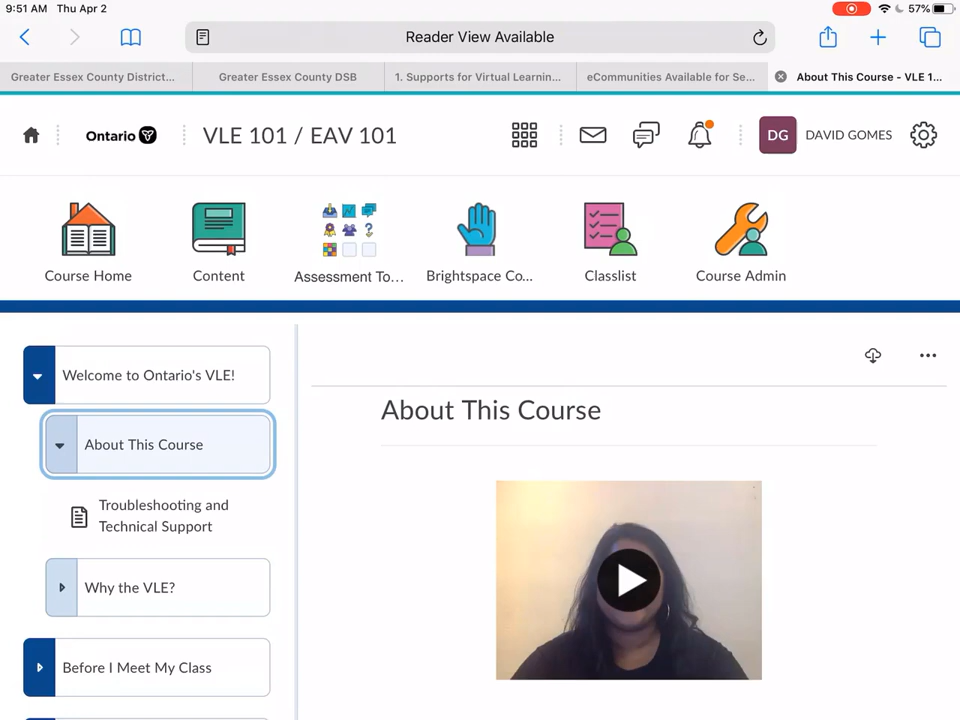 9:51 AM Thu Apr 2
57%
Reader View Available
Greater Essex County District...
Greater Essex County DSB
1. Supports for Virtual Learnin...
eCommunities Available for Se...
About This Course - VLE 1...
Ontario
VLE 101 / EAV 101
DG
DAVID GOMES
Course Home
Content
Assessment To...
Brightspace Co...
Classlist
Course Admin
Welcome to Ontario's VLE!
About This Course
Troubleshooting and
Technical Support
Why the VLE?
Before I Meet My Class
About This Course